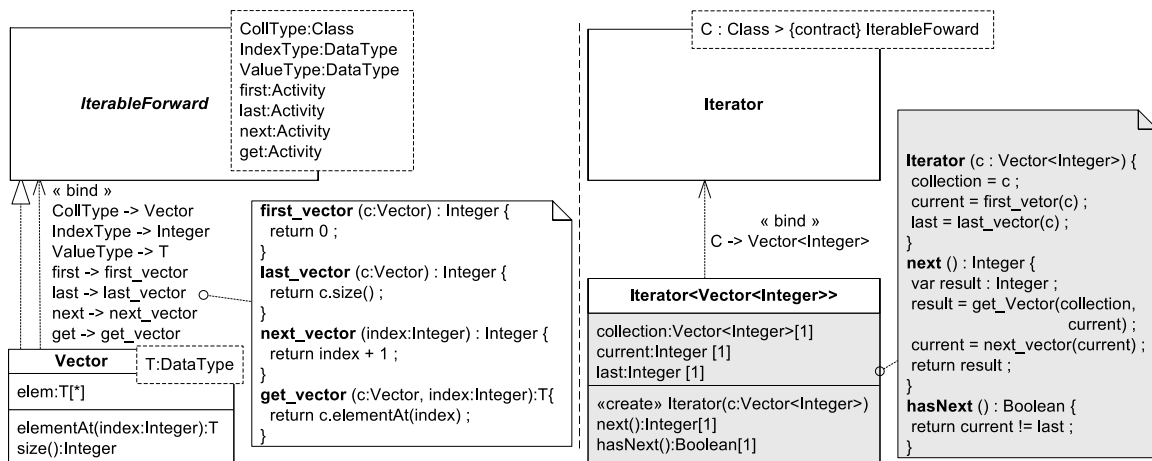 CollType:Class
IndexType:DataType
ValueType:DataType
first:Activity
last:Activity
next:Activity
get:Activity
IterableForward
« bind »
CollType -> Vector
IndexType -> Integer
ValueType -> T
first -> first_vector
last -> last_vector
next -> next_vector
get -> get_vector
Vector
T:DataType
elem:T[*]
elementAt(index:Integer):T
size():Integer
first_vector (c:Vector) : Integer {
return 0 ;
}
last_vector (c:Vector) : Integer {
return c.size() ;
}
next_vector (index:Integer) : Integer {
return index + 1 ;
}
get_vector (c:Vector, index:Integer):T{
return c.elementAt(index) ;
}
C : Class > {contract} IterableFoward
Iterator
« bind »
C -> Vector<Integer>
Iterator<Vector<Integer>>
collection:Vector<Integer>[1]
current:Integer [1]
last:Integer [1]
«create» Iterator(c:Vector<Integer>)
next():Integer[1]
hasNext():Boolean[1]
Iterator (c : Vector<Integer>) {
collection = c ;
current = first_vetor(c) ;
last = last_vector(c) ;
}
next () : Integer {
var result : Integer ;
result = get_Vector(collection,
current) ;
current = next_vector(current) ;
return result ;
}
hasNext () : Boolean {
return current != last ;
}